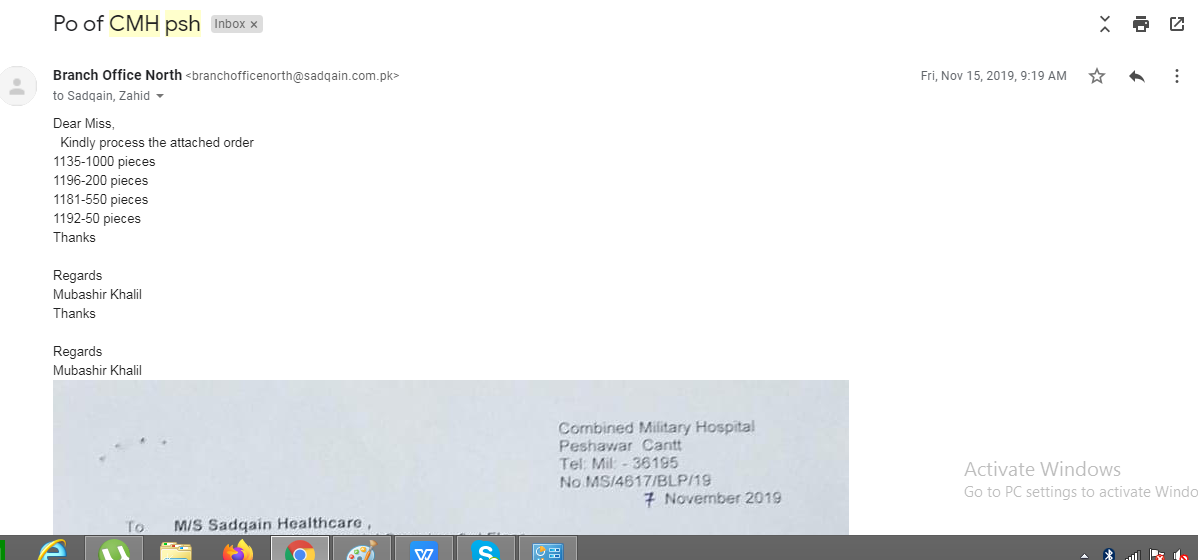 Po of CMH psh Inbox x
Branch Office North <branchofficenorth@sadqain.com.pk>
Fri, Nov 15, 2019, 9:19 AM
to Sadqain, Zahid
Dear Miss,
Kindly process the attached order
1135-1000 pieces
1196-200 pieces
1181-550 pieces
1192-50 pieces
Thanks
Regards
Mubashir Khalil
Thanks
Regards
Mubashir Khalil
Combined Military Hospital
Peshawar Cantt
Tel: Mil: - 36195
No.MS/4617/BLP/19
7 November 2019
To M/S Sadqain Healthcare ,
Activate Windows
Go to PC settings to activate Windo